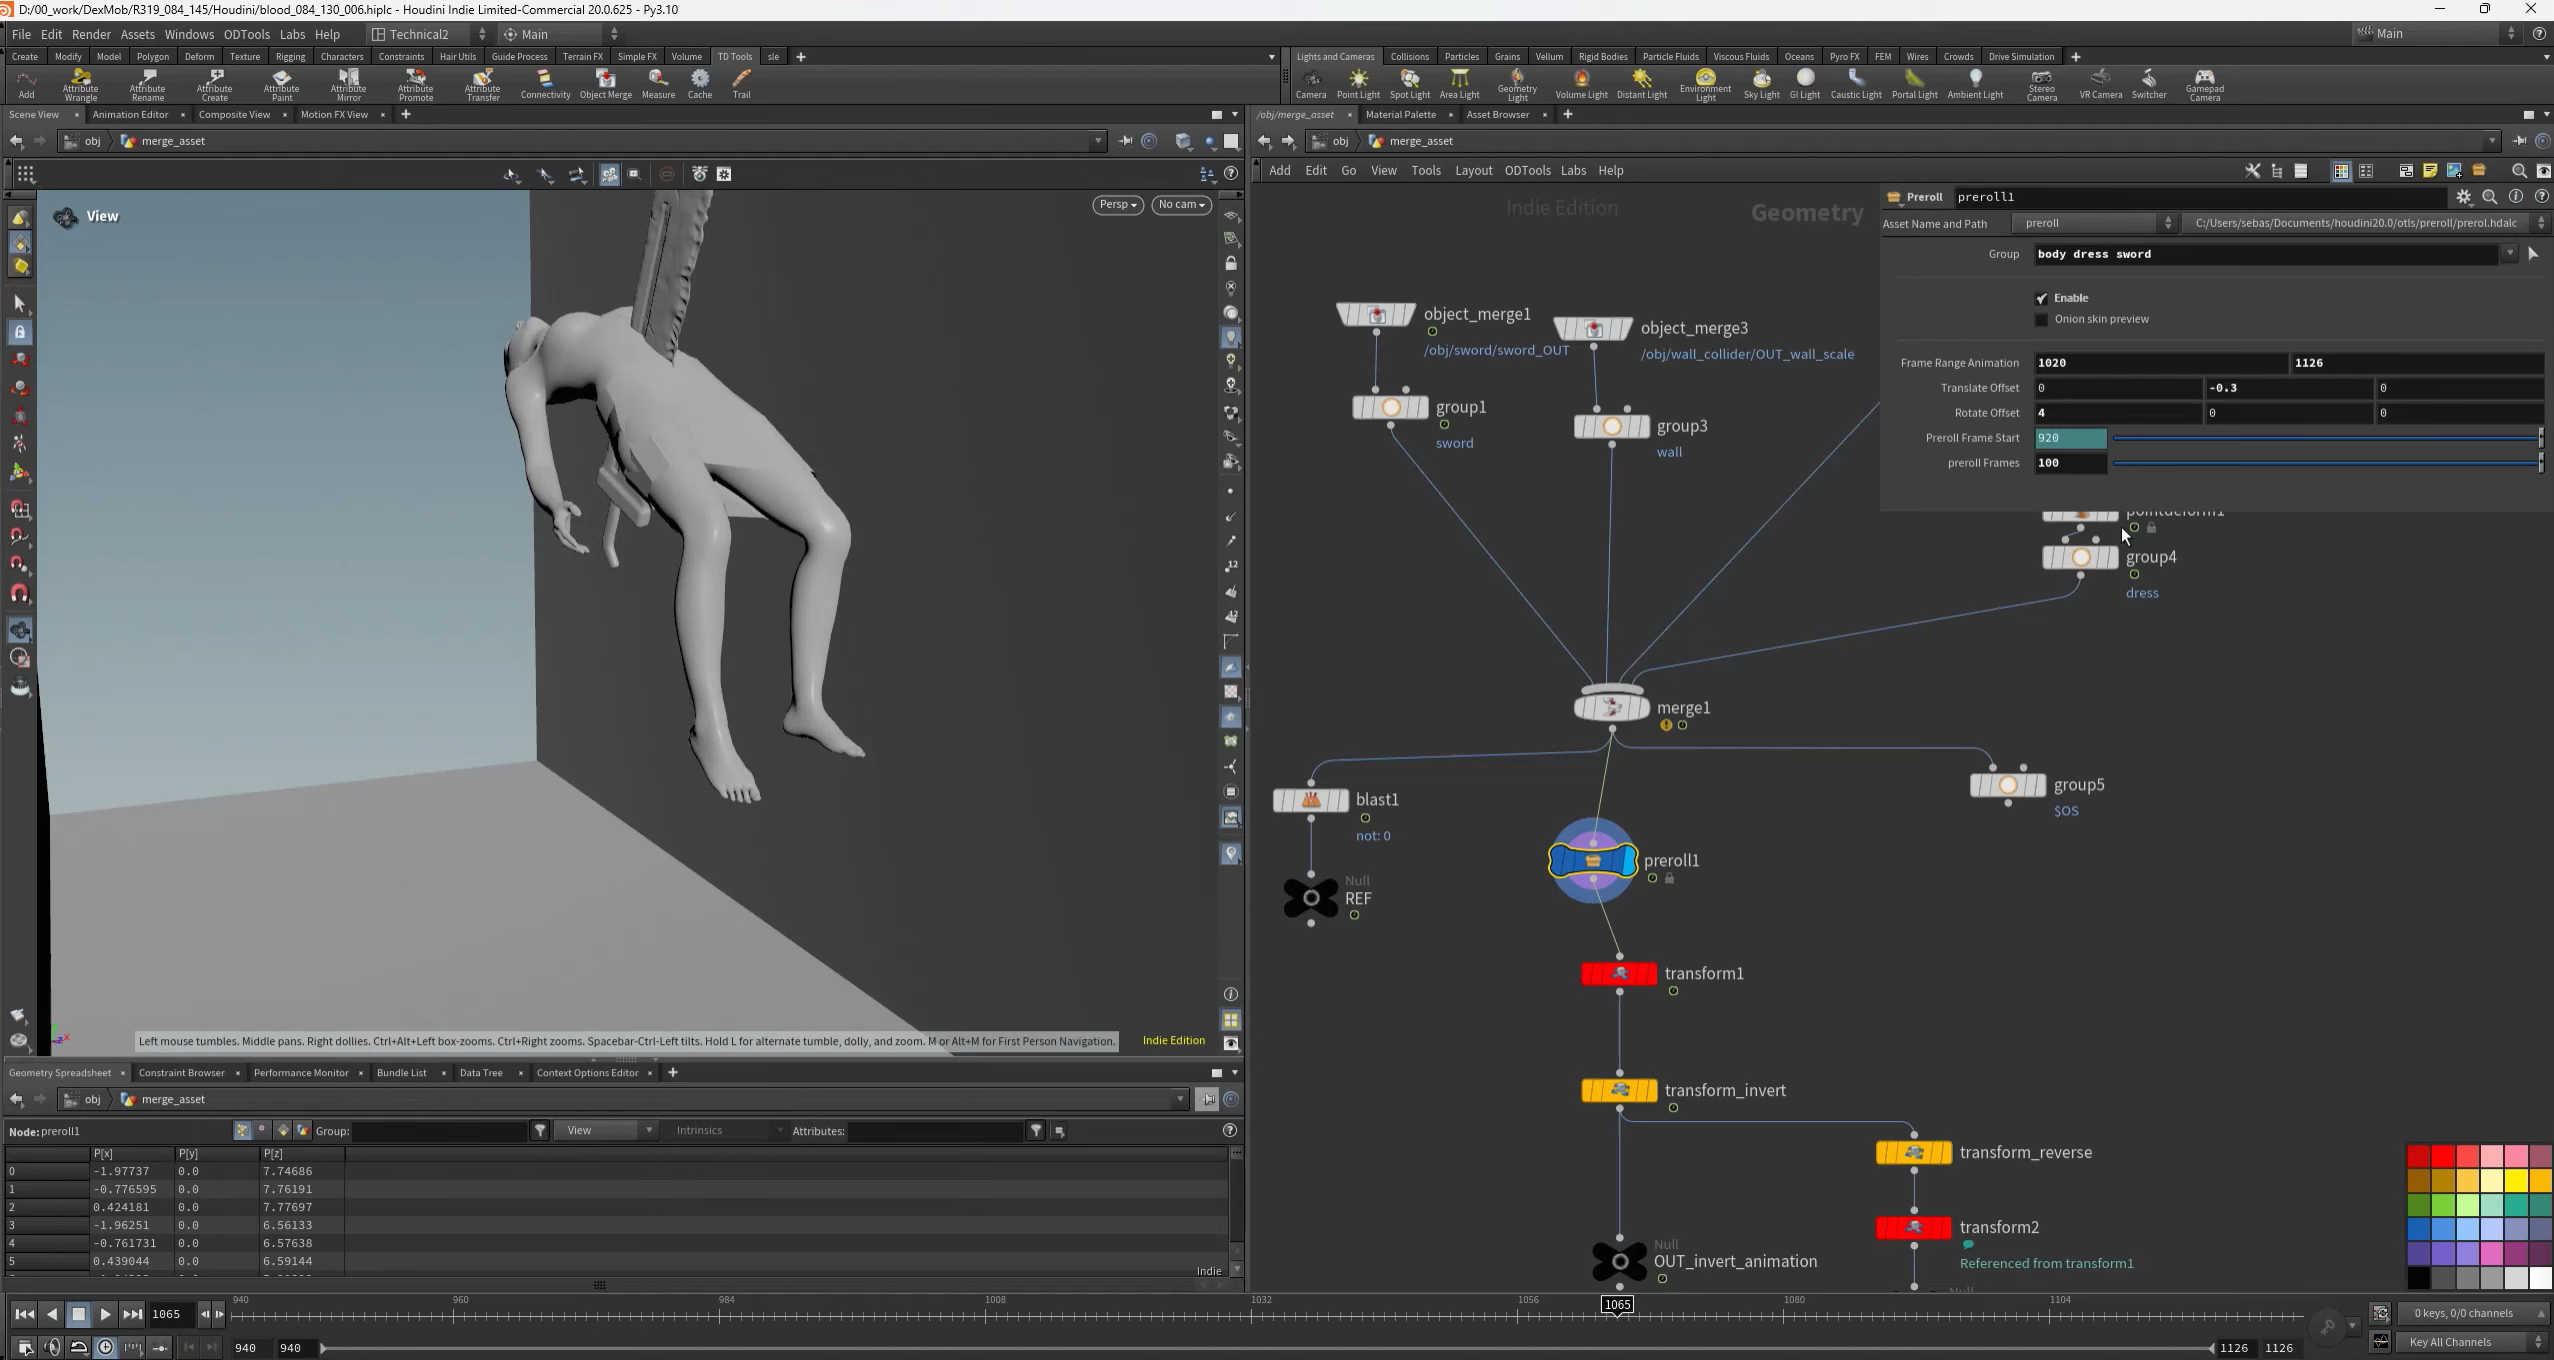 D:/00_work/DexMob/R319_084_145/Houdini/blood_084_130_006.hiplc - Houdini Indie Limited-Commercial 20.0.625 - Py3.10
File Edit Render Assets Windows ODTools Labs Help Technical2 Main Main
Create Modify Model Polygon Deform Texture Rigging Characters Constraints Hair Utils Guide Process Terrain FX Simple FX Volume TD Tools sle
Lights and Cameras Collisions Particles Grains Vellum Rigid Bodies Particle Fluids Viscous Fluids Oceans Pyro FX FEM Wires Crowds Drive Simulation
Add Attribute Wrangle Attribute Rename Attribute Create Attribute Paint Attribute Mirror Attribute Promote Attribute Transfer Connectivity Object Merge Measure Cache Trail
Camera Point Light Spot Light Area Light Geometry Light Volume Light Distant Light Environment Light Sky Light GI Light Caustic Light Portal Light Ambient Light Stereo Camera VR Camera Switcher Gamepad Camera
Scene View Animation Editor Composite View Motion FX View
/obj/merge_asset Material Palette Asset Browser
obj merge_asset
obj merge_asset
Add Edit Go View Tools Layout ODTools Labs Help
View
Persp No cam
Indie Edition
Geometry
Preroll preroll1
Asset Name and Path preroll C:/Users/sebas/Documents/houdini20.0/otls/preroll/prerol.hdalc
Group body dress sword
Enable
Onion skin preview
Frame Range Animation 1020 1126
Translate Offset 0 -0.3 0
Rotate Offset 4 0 0
Preroll Frame Start 920
preroll Frames 100
object_merge1
/obj/sword/sword_OUT
object_merge3
/obj/wall_collider/OUT_wall_scale
group1
sword
group3
wall
pointdeform1
group4
dress
merge1
blast1
not: 0
group5
$OS
preroll1
Null
REF
transform1
transform_invert
transform_reverse
transform2
Referenced from transform1
Null
OUT_invert_animation
Null
12
Left mouse tumbles. Middle pans. Right dollies. Ctrl+Alt+Left box-zooms. Ctrl+Right zooms. Spacebar-Ctrl-Left tilts. Hold L for alternate tumble, dolly, and zoom. M or Alt+M for First Person Navigation.
Indie Edition
Geometry Spreadsheet Constraint Browser Performance Monitor Bundle List Data Tree Context Options Editor
obj merge_asset
Node: preroll1 Group: View Intrinsics Attributes:
P[x] P[y] P[z]
0 -1.97737 0.0 7.74686
1 -0.776595 0.0 7.76191
2 0.424181 0.0 7.77697
3 -1.96251 0.0 6.56133
4 -0.761731 0.0 6.57638
5 0.439044 0.0 6.59144
Indie
1065 940 960 984 1008 1032 1056 1065 1080 1104
0 keys, 0/0 channels
940 940 1126 1126
Key All Channels